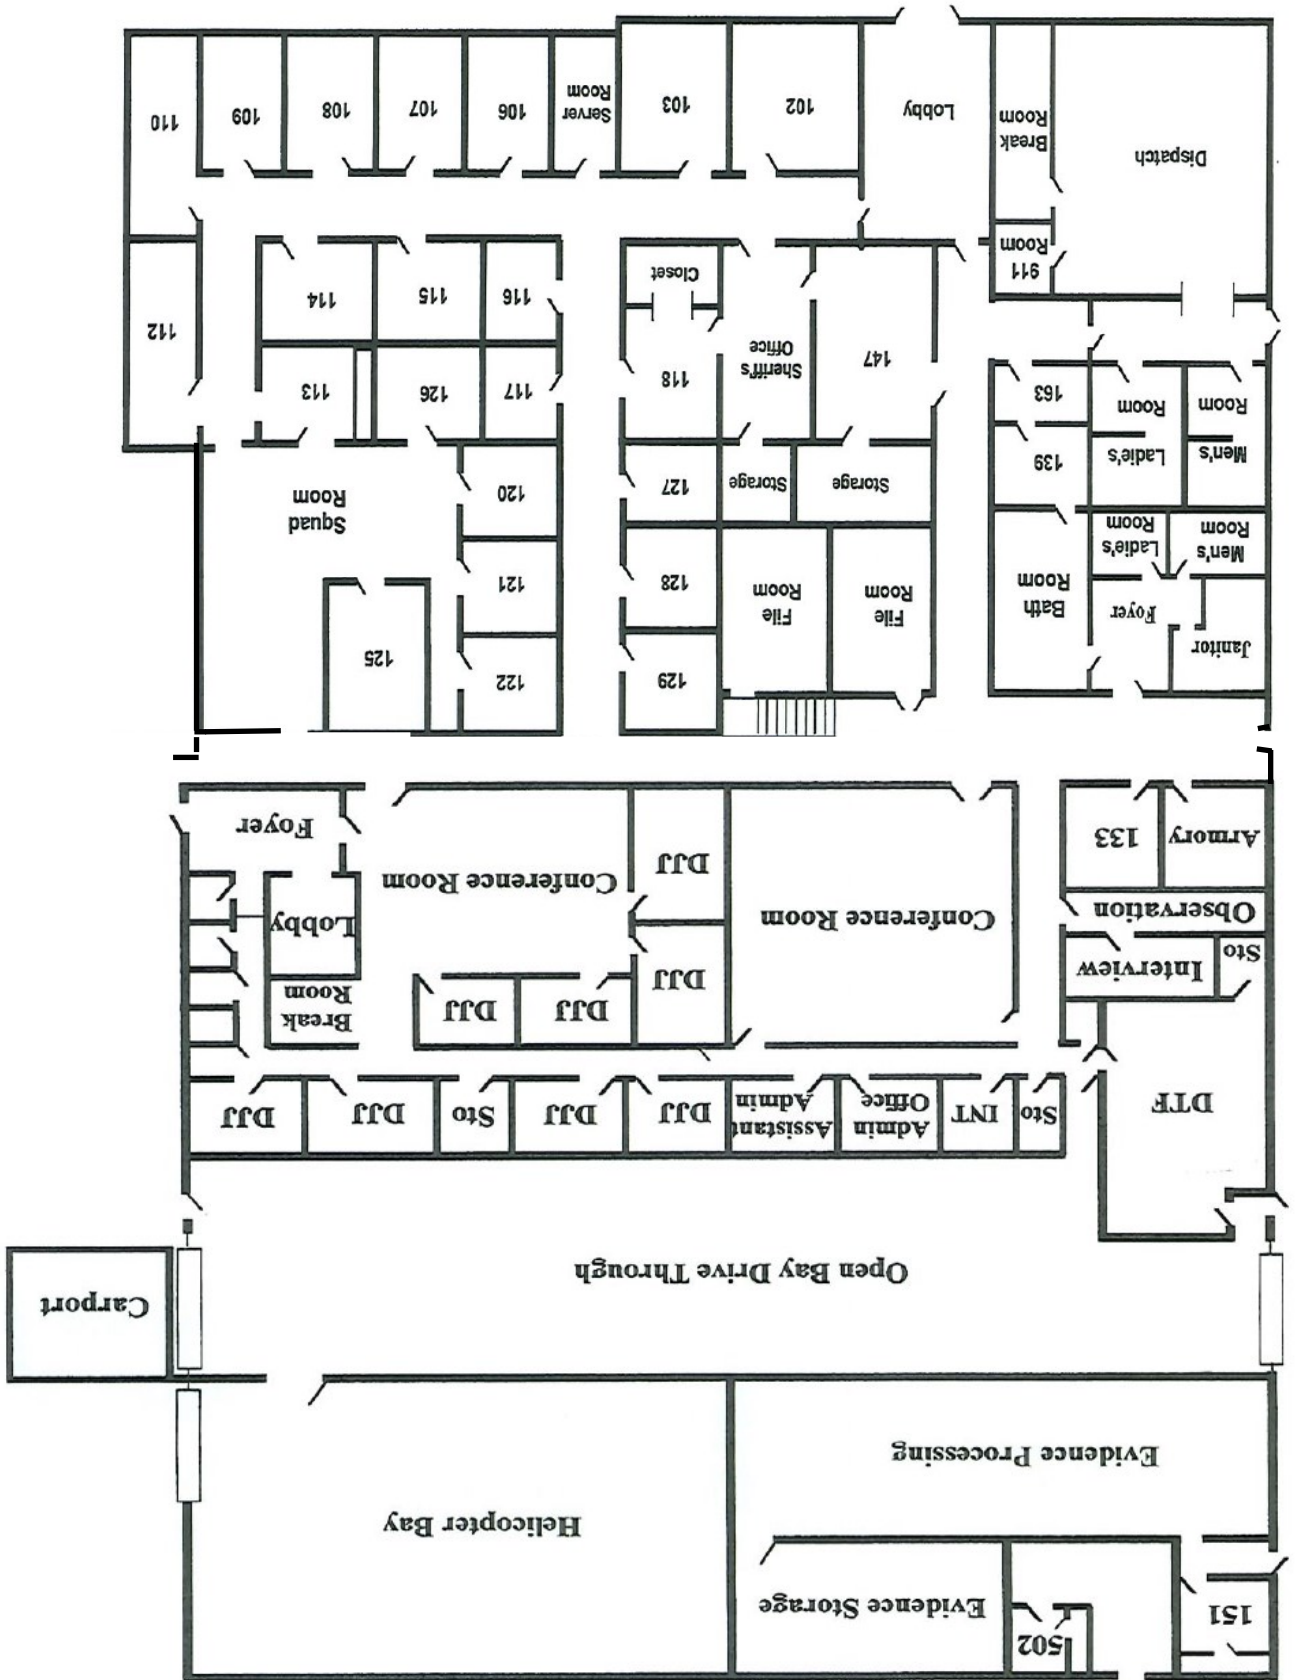 151
502
Evidence Storage
Helicopter Bay
Evidence Processing
Carport
Open Bay Drive Through
DTF
Sto
INT
Admin
Office
Assistant
Admin
DJJ
DJJ
Sto
DJJ
DJJ
Sto
Interview
Observation
Armory
133
Conference Room
DJJ
DJJ
DJJ
DJJ
Conference Room
DJJ
Break
Room
Lobby
Foyer
Janitor
Foyer
Men's
Room
Ladie's
Room
Bath
Room
File
Room
File
Room
129
128
127
122
121
120
125
Squad
Room
Men's
Room
Ladie's
Room
139
163
Storage
Storage
147
Sheriff's
Office
118
Closet
117
126
113
116
115
114
112
911
Room
Dispatch
Break
Room
Lobby
102
103
Server
Room
106
107
108
109
110